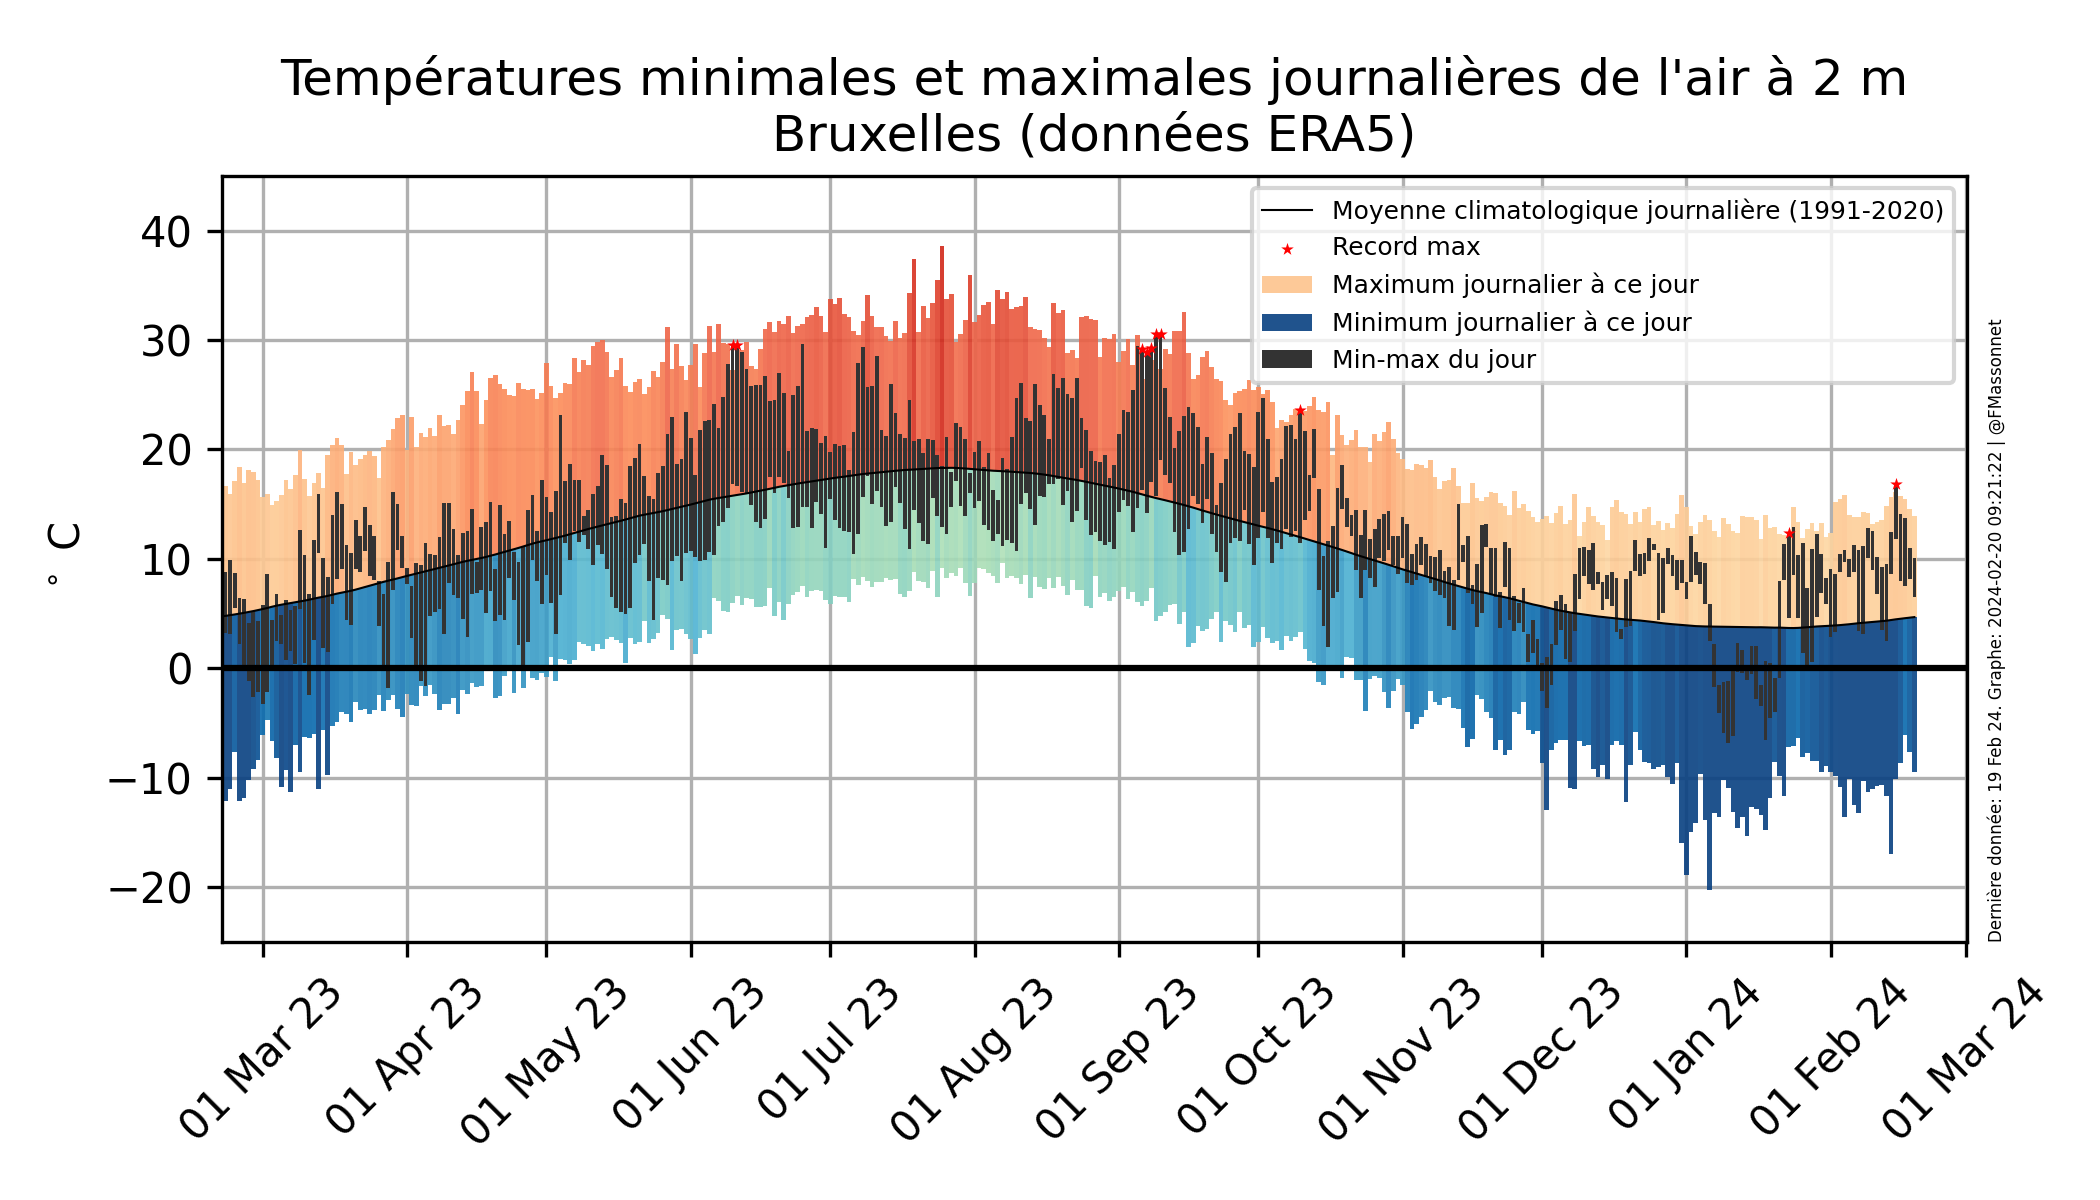 Températures minimales et maximales journalières de l'air à 2 m
Bruxelles (données ERA5)
Moyenne climatologique journalière (1991-2020)
Record max
Maximum journalier à ce jour
Minimum journalier à ce jour
Min-max du jour
° C
40
30
20
10
0
−10
−20
01 Mar 23
01 Apr 23
01 May 23
01 Jun 23
01 Jul 23
01 Aug 23
01 Sep 23
01 Oct 23
01 Nov 23
01 Dec 23
01 Jan 24
01 Feb 24
01 Mar 24
Dernière donnée: 19 Feb 24. Graphe: 2024-02-20 09:21:22 | @FMassonnet